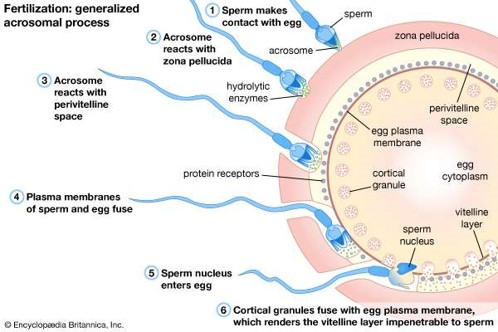 Fertilization: generalized
acrosomal process
1 Sperm makes
contact with egg
sperm
2 Acrosome
reacts with
zona pellucida
acrosome
zona pellucida
3 Acrosome
reacts with
perivitelline
space
hydrolytic
enzymes
perivitelline
space
egg plasma
membrane
protein receptors
cortical
granule
egg
cytoplasm
4 Plasma membranes
of sperm and egg fuse
vitelline
layer
sperm
nucleus
5 Sperm nucleus
enters egg
6 Cortical granules fuse with egg plasma membrane,
which renders the vitelline layer impenetrable to sperm
© Encyclopædia Britannica, Inc.